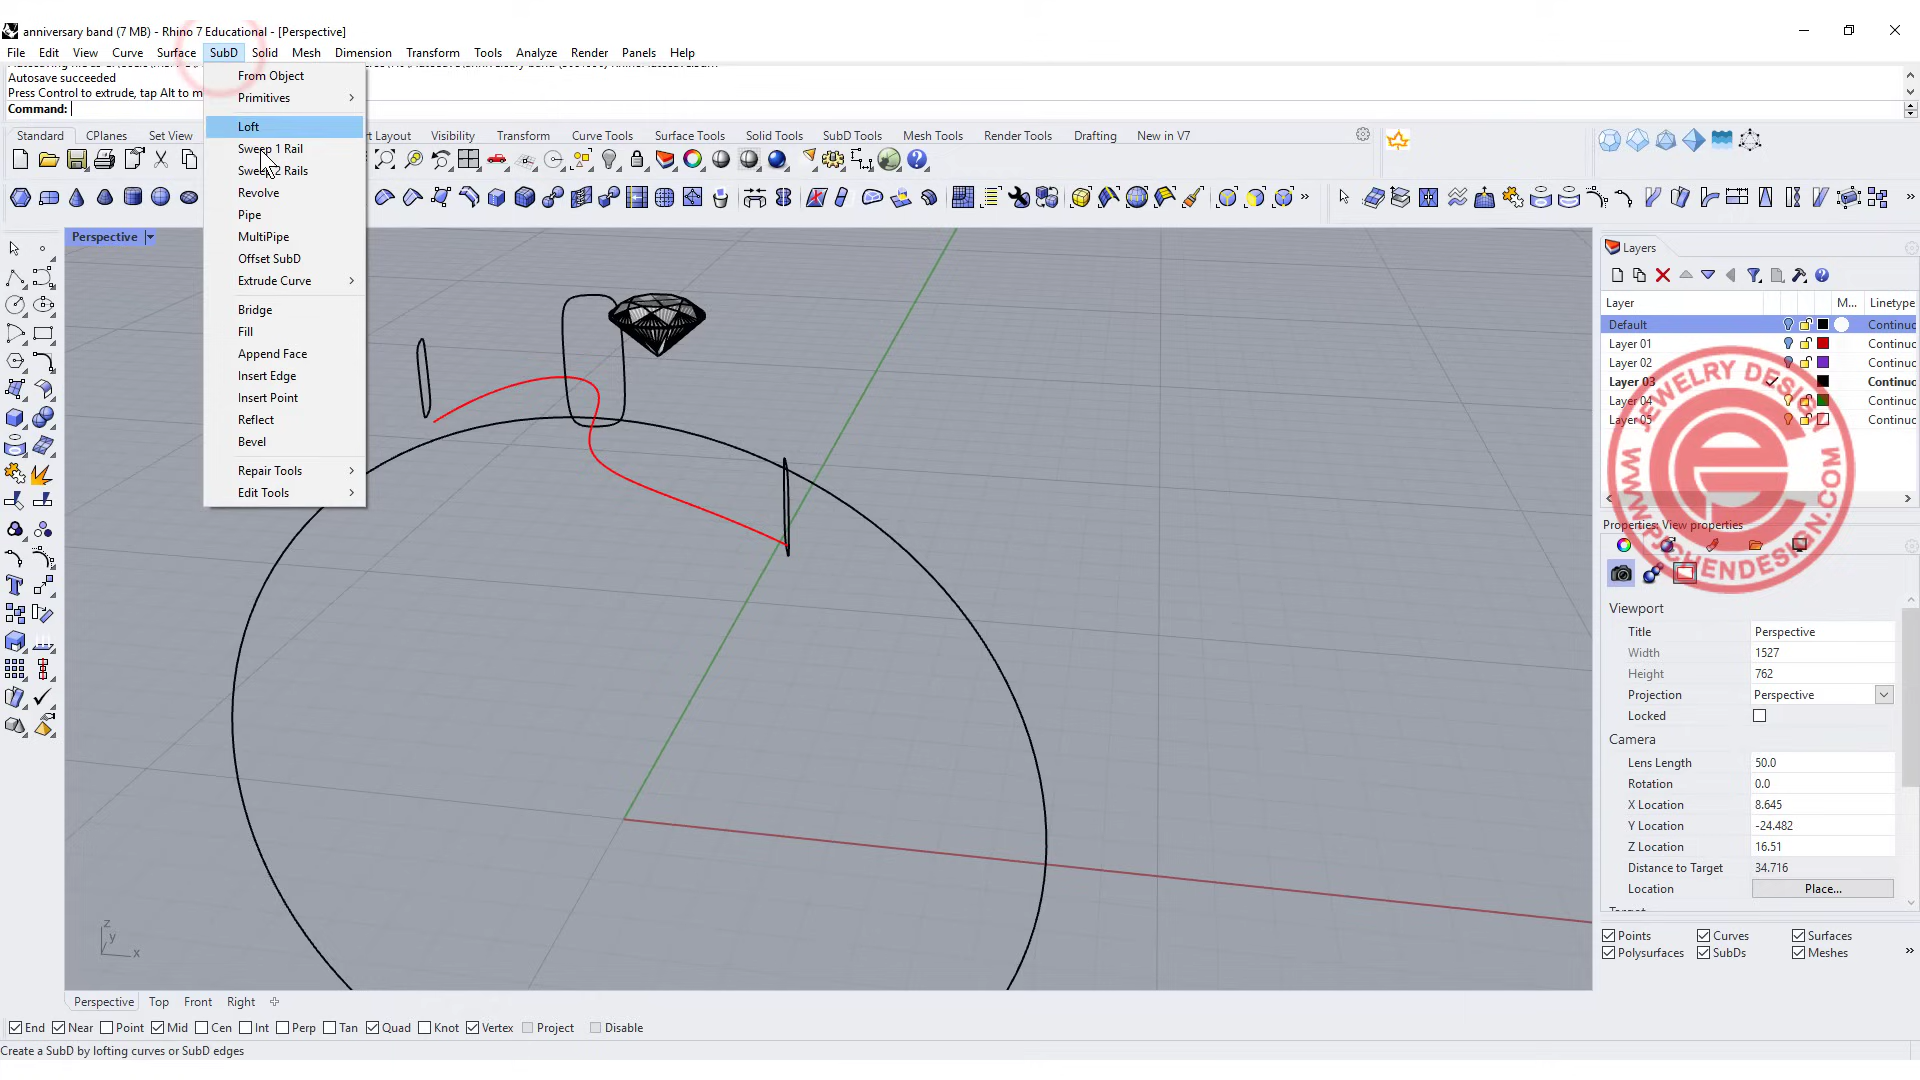 anniversary band (7 MB) - Rhino 7 Educational - [Perspective]
File Edit View Curve Surface SubD Solid Mesh Dimension Transform Tools Analyze Render Panels Help
Autosave succeeded
Press Control to extrude, tap Alt to m
Command:
Standard CPlanes Set View rt Layout Visibility Transform Curve Tools Surface Tools Solid Tools SubD Tools Mesh Tools Render Tools Drafting New in V7
From Object
Primitives
Loft
Sweep 1 Rail
Sweep 2 Rails
Revolve
Pipe
MultiPipe
Offset SubD
Extrude Curve
Bridge
Fill
Append Face
Insert Edge
Insert Point
Reflect
Bevel
Repair Tools
Edit Tools
Perspective
z
y
x
Layers
Layer M... Linetype
Default Continuc
Layer 01 Continuc
Layer 02 Continuc
Layer 03 Continuc
Layer 04 Continuc
Layer 05 Continuc
JEWELRY DESIGN
WWW.PJCHENDESIGN.COM
Properties: View properties
Viewport
Title Perspective
Width 1527
Height 762
Projection Perspective
Locked
Camera
Lens Length 50.0
Rotation 0.0
X Location 8.645
Y Location -24.482
Z Location 16.51
Distance to Target 34.716
Location Place...
Points Curves Surfaces
Polysurfaces SubDs Meshes
Perspective Top Front Right
End Near Point Mid Cen Int Perp Tan Quad Knot Vertex Project Disable
Create a SubD by lofting curves or SubD edges